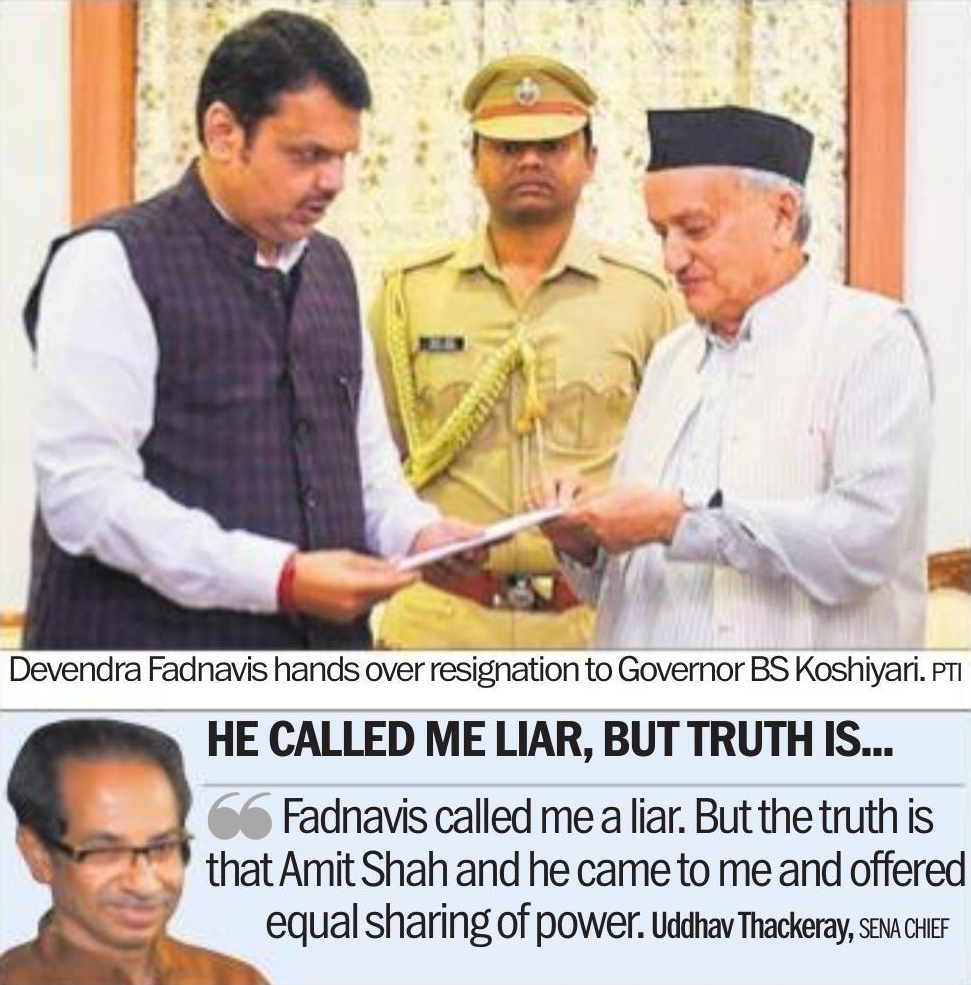 Devendra Fadnavis hands over resignation to Governor BS Koshiyari. PTI
HE CALLED ME LIAR, BUT TRUTH IS...
“ Fadnavis called me a liar. But the truth is
that Amit Shah and he came to me and offered
equal sharing of power. Uddhav Thackeray, SENA CHIEF